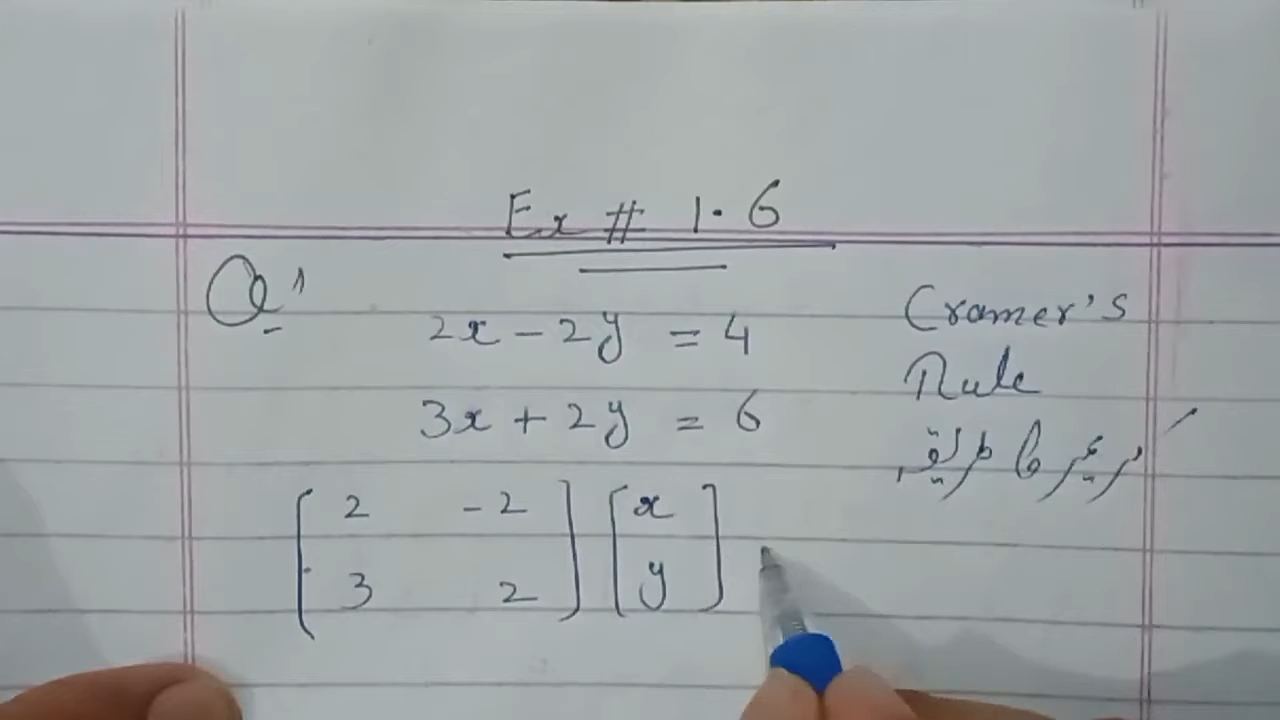 Ex # 1.6
Q1
2x - 2y = 4
3x + 2y = 6
Cramer's
Rule
کریمر کا طریقہ
[ 2 -2 ] [ x ]
[ 3 2 ] [ y ]